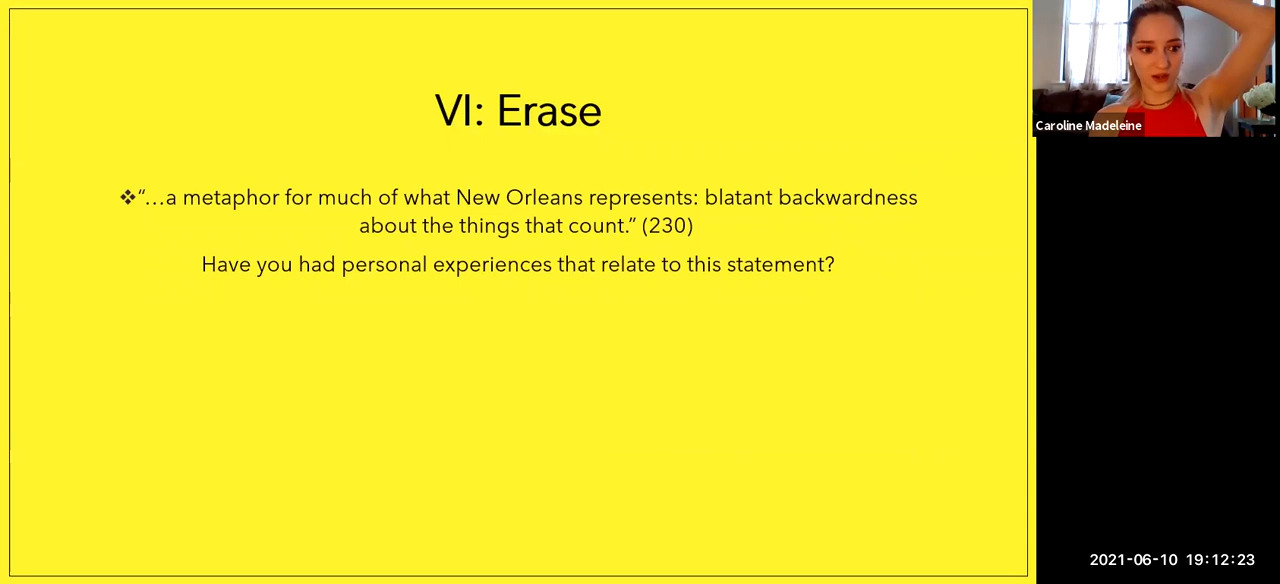 VI: Erase
❖“…a metaphor for much of what New Orleans represents: blatant backwardness
about the things that count.” (230)
Have you had personal experiences that relate to this statement?
Caroline Madeleine
2021-06-10 19:12:23